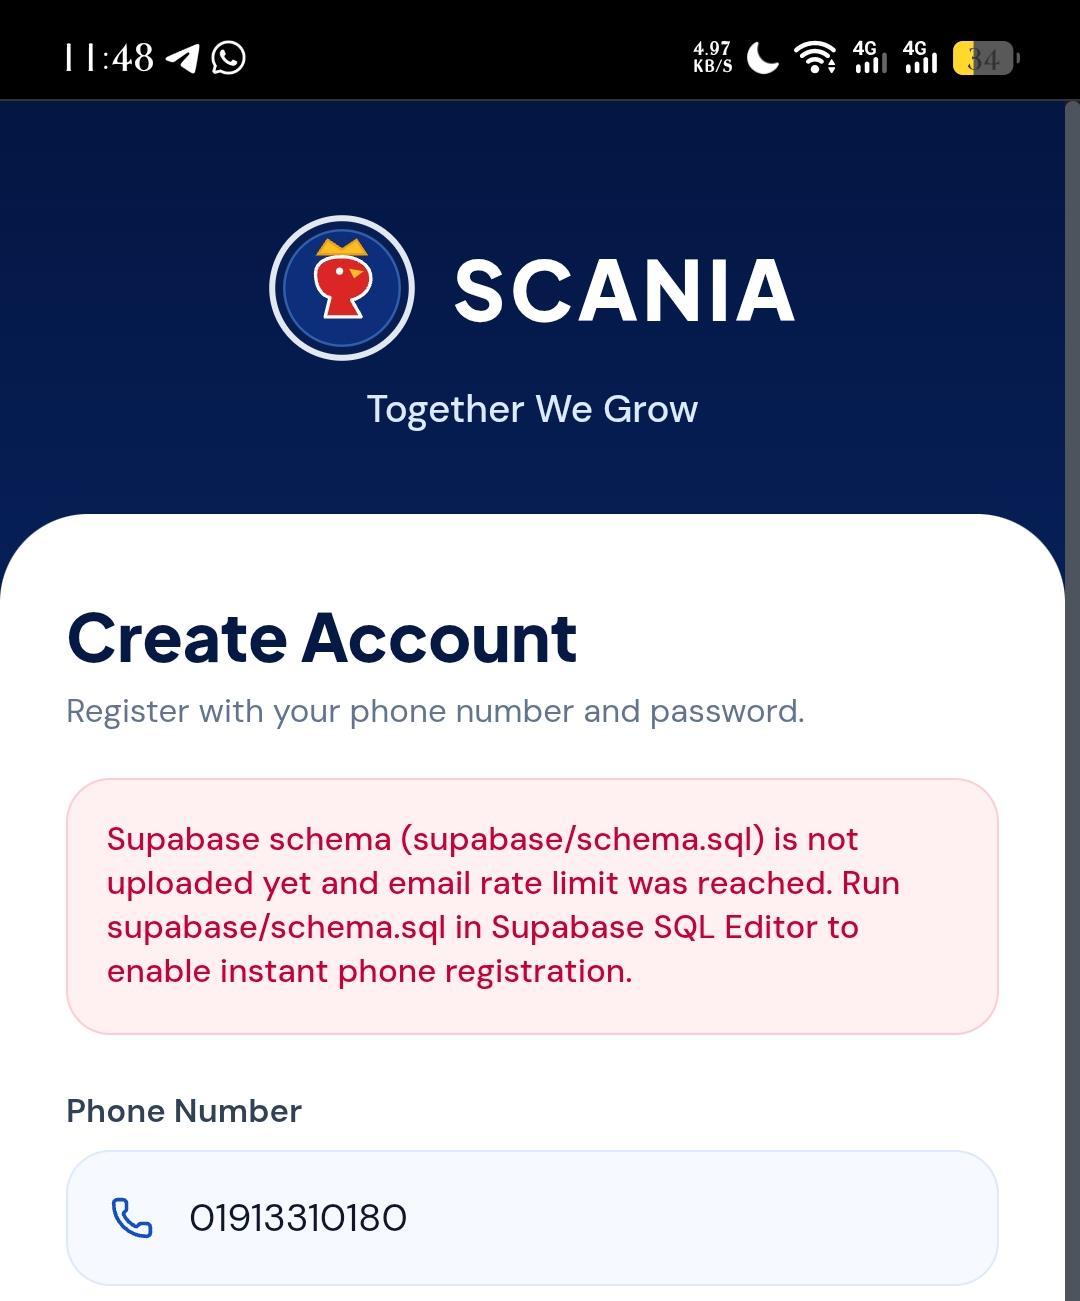 11:48
4.97
KB/S
4G
4G
34
SCANIA
Together We Grow
Create Account
Register with your phone number and password.
Supabase schema (supabase/schema.sql) is not
uploaded yet and email rate limit was reached. Run
supabase/schema.sql in Supabase SQL Editor to
enable instant phone registration.
Phone Number
01913310180